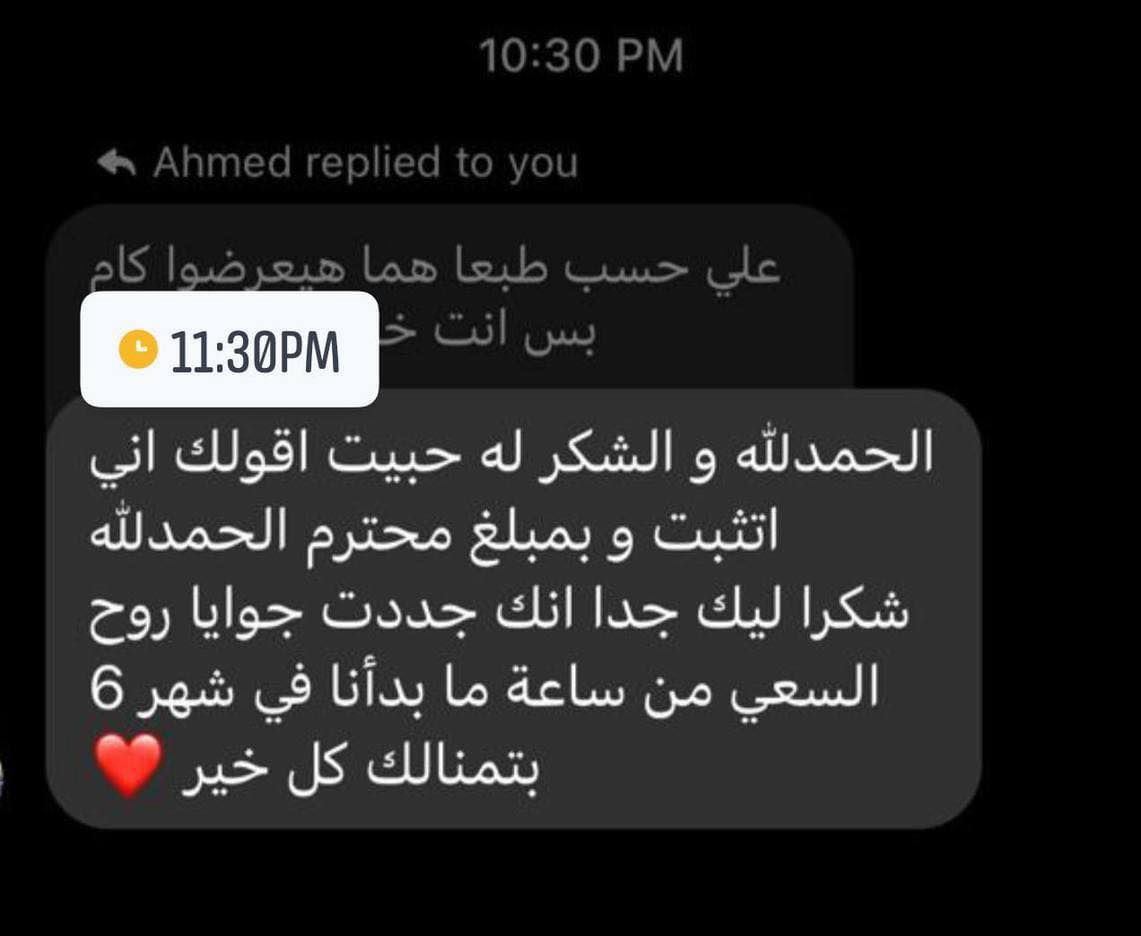 10:30 PM
Ahmed replied to you
علي حسب طبعا هما هيعرضوا كام
بس انت
11:30PM
الحمدلله و الشكر له حبيت اقولك اني
اتثبت و بمبلغ محترم الحمدلله
شكرا ليك جدا انك جددت جوايا روح
السعي من ساعة ما بدأنا في شهر 6
بتمنالك كل خير ❤️